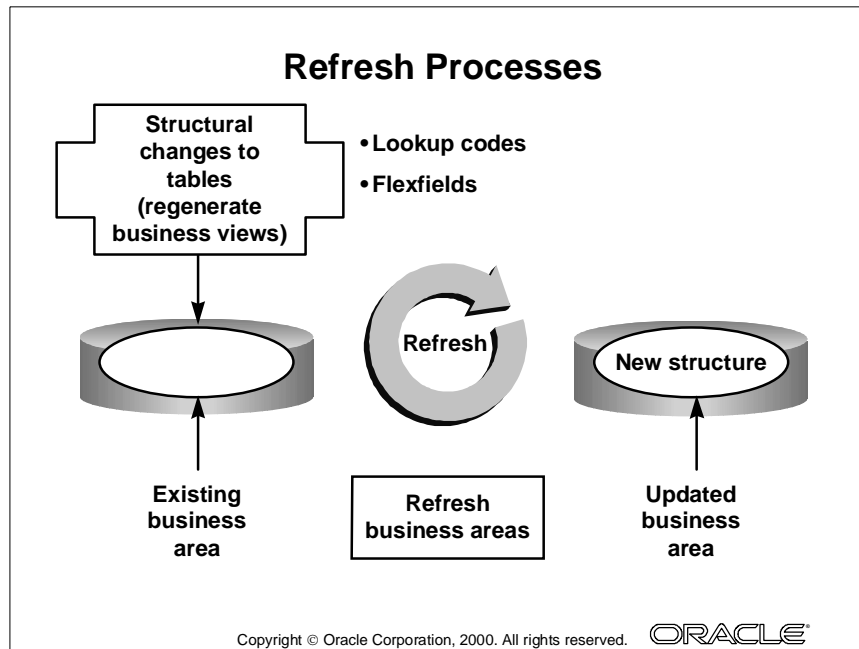 Refresh Processes
Structural
changes to
tables
(regenerate
business views)
•Lookup codes
•Flexfields
Refresh
New structure
Existing
business
area
Refresh
business areas
Updated
business
area
Copyright © Oracle Corporation, 2000. All rights reserved.
ORACLE®